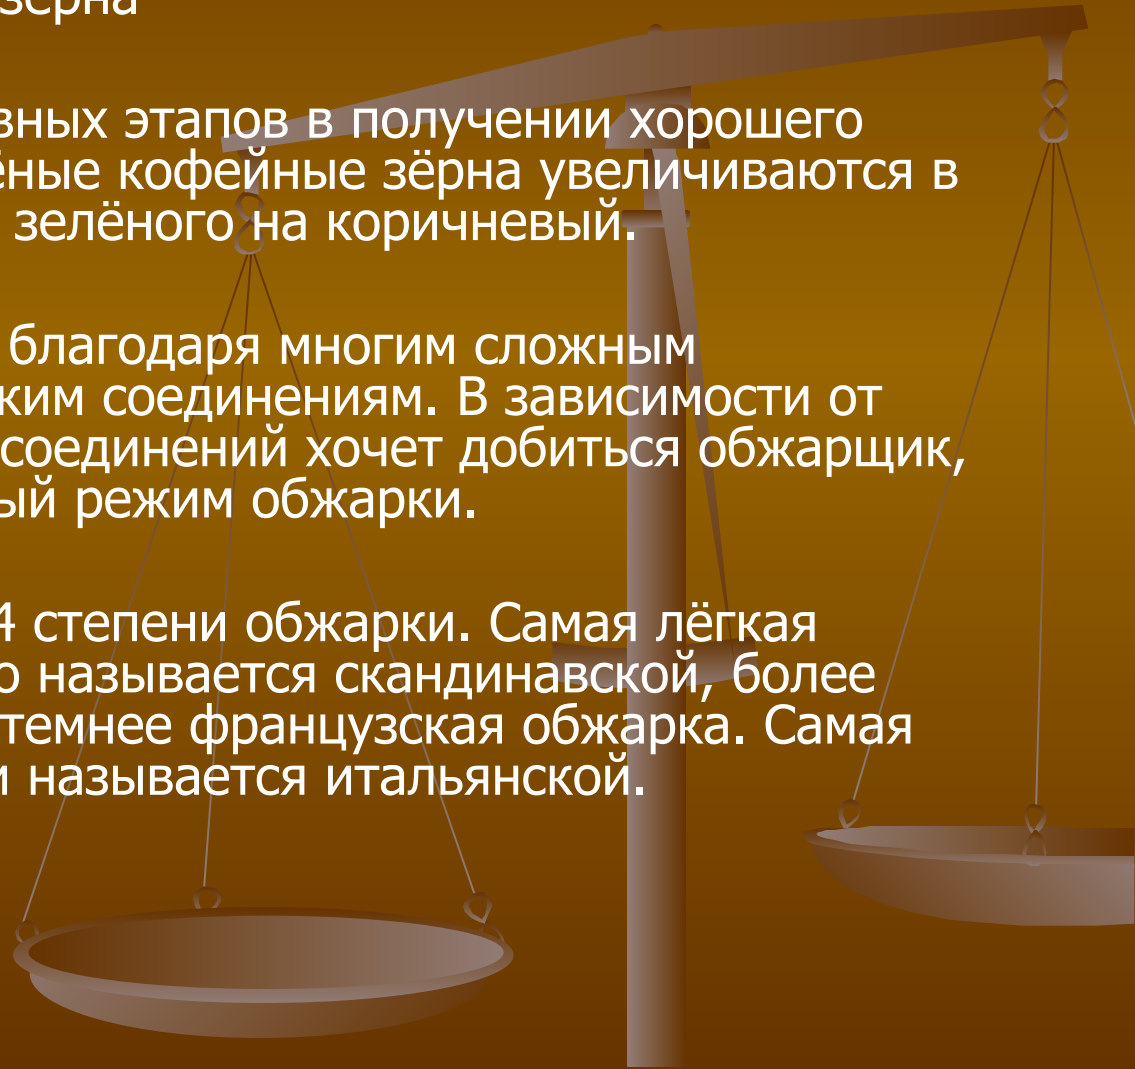 зёрна
вных этапов в получении хорошего
ёные кофейные зёрна увеличиваются в
зелёного на коричневый.
благодаря многим сложным
ким соединениям. В зависимости от
соединений хочет добиться обжарщик,
ый режим обжарки.
4 степени обжарки. Самая лёгкая
о называется скандинавской, более
темнее французская обжарка. Самая
и называется итальянской.